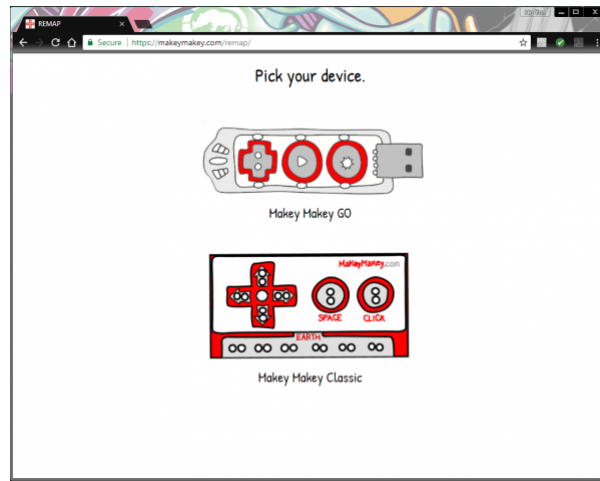 REMAP
Secure | https://makeymakey.com/remap/
Pick your device.
Makey Makey GO
MaKeyMaKey.com
SPACE CLICK
EARTH
Makey Makey Classic